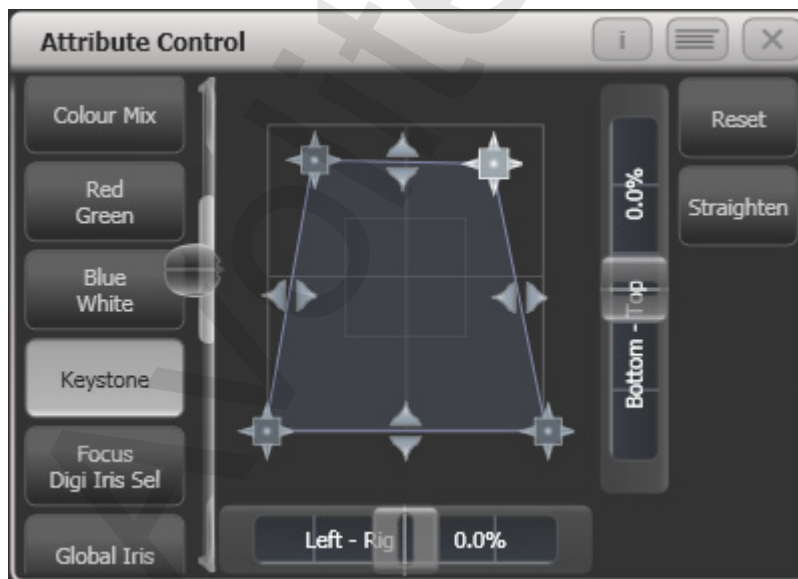 Attribute Control
i
Colour Mix
Red
Green
Blue
White
Keystone
Focus
Digi Iris Sel
Global Iris
Reset
Straighten
0.0%
Bottom - Top
Left - Rig
0.0%
Avolite